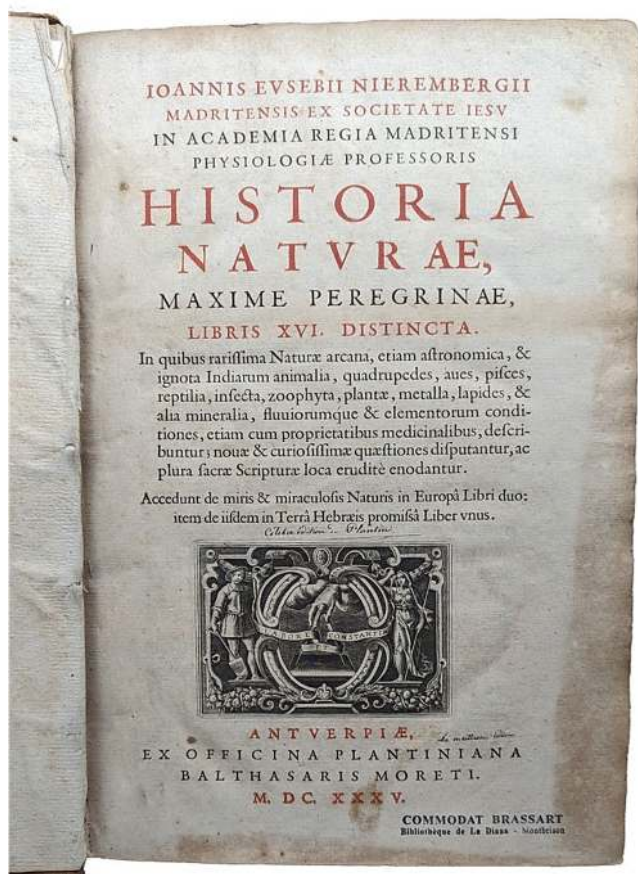 IOANNIS EVSEBII NIEREMBERGII
MADRITENSIS EX SOCIETATE IESV
IN ACADEMIA REGIA MADRITENSI
PHYSIOLOGIÆ PROFESSORIS
HISTORIA
NATVRAE,
MAXIME PEREGRINAE,
LIBRIS XVI. DISTINCTA.
In quibus rariſſima Naturæ arcana, etiam aſtronomica, &
ignota Indiarum animalia, quadrupedes, aues, piſces,
reptilia, inſecta, zoophyta, plantæ, metalla, lapides, &
alia mineralia, fluuiorumque & elementorum condi-
tiones, etiam cum proprietatibus medicinalibus, deſcri-
buntur; nouæ & curioſiſſimæ quæſtiones diſputantur, ac
plura ſacræ Scripturæ loca eruditè enodantur.
Accedunt de miris & miraculoſis Naturis in Europâ Libri duo:
item de iiſdem in Terrâ Hebræis promiſſâ Liber vnus.
LABORE ET CONSTANTIA
ANTVERPIÆ,
EX OFFICINA PLANTINIANA
BALTHASARIS MORETI.
M. DC. XXXV.
COMMODAT BRASSART
Bibliothèque de La Diana - Montbrison